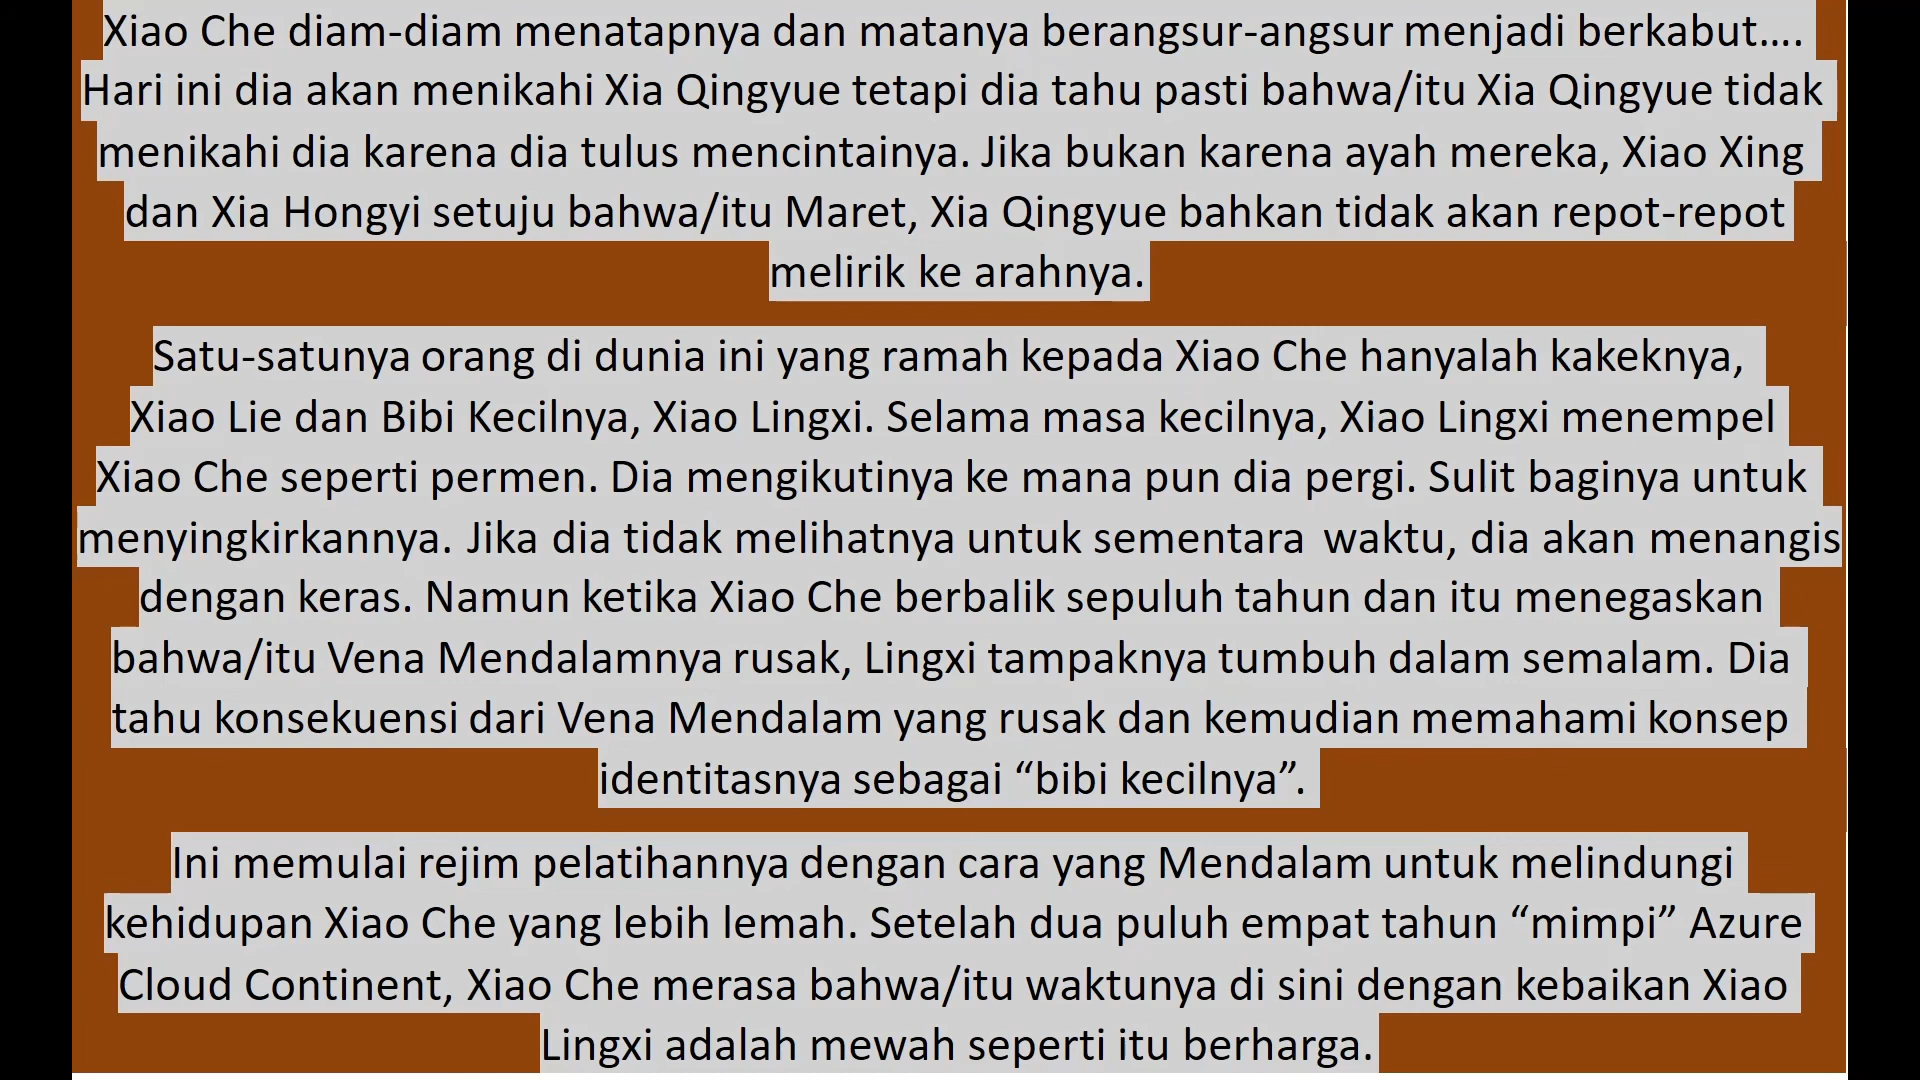 Xiao Che diam-diam menatapnya dan matanya berangsur-angsur menjadi berkabut....
Hari ini dia akan menikahi Xia Qingyue tetapi dia tahu pasti bahwa/itu Xia Qingyue tidak
menikahi dia karena dia tulus mencintainya. Jika bukan karena ayah mereka, Xiao Xing
dan Xia Hongyi setuju bahwa/itu Maret, Xia Qingyue bahkan tidak akan repot-repot
melirik ke arahnya.
Satu-satunya orang di dunia ini yang ramah kepada Xiao Che hanyalah kakeknya,
Xiao Lie dan Bibi Kecilnya, Xiao Lingxi. Selama masa kecilnya, Xiao Lingxi menempel
Xiao Che seperti permen. Dia mengikutinya ke mana pun dia pergi. Sulit baginya untuk
menyingkirkannya. Jika dia tidak melihatnya untuk sementara waktu, dia akan menangis
dengan keras. Namun ketika Xiao Che berbalik sepuluh tahun dan itu menegaskan
bahwa/itu Vena Mendalamnya rusak, Lingxi tampaknya tumbuh dalam semalam. Dia
tahu konsekuensi dari Vena Mendalam yang rusak dan kemudian memahami konsep
identitasnya sebagai “bibi kecilnya”.
Ini memulai rejim pelatihannya dengan cara yang Mendalam untuk melindungi
kehidupan Xiao Che yang lebih lemah. Setelah dua puluh empat tahun “mimpi” Azure
Cloud Continent, Xiao Che merasa bahwa/itu waktunya di sini dengan kebaikan Xiao
Lingxi adalah mewah seperti itu berharga.